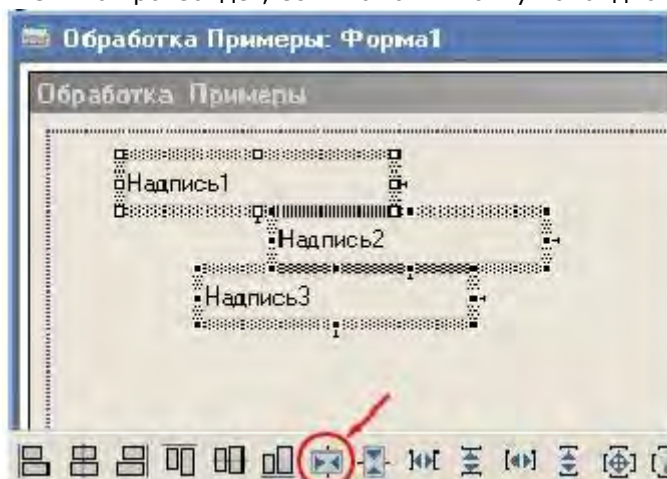 Обработка Примеры: Форма1
Обработка Примеры
Надпись1
Надпись2
Надпись3